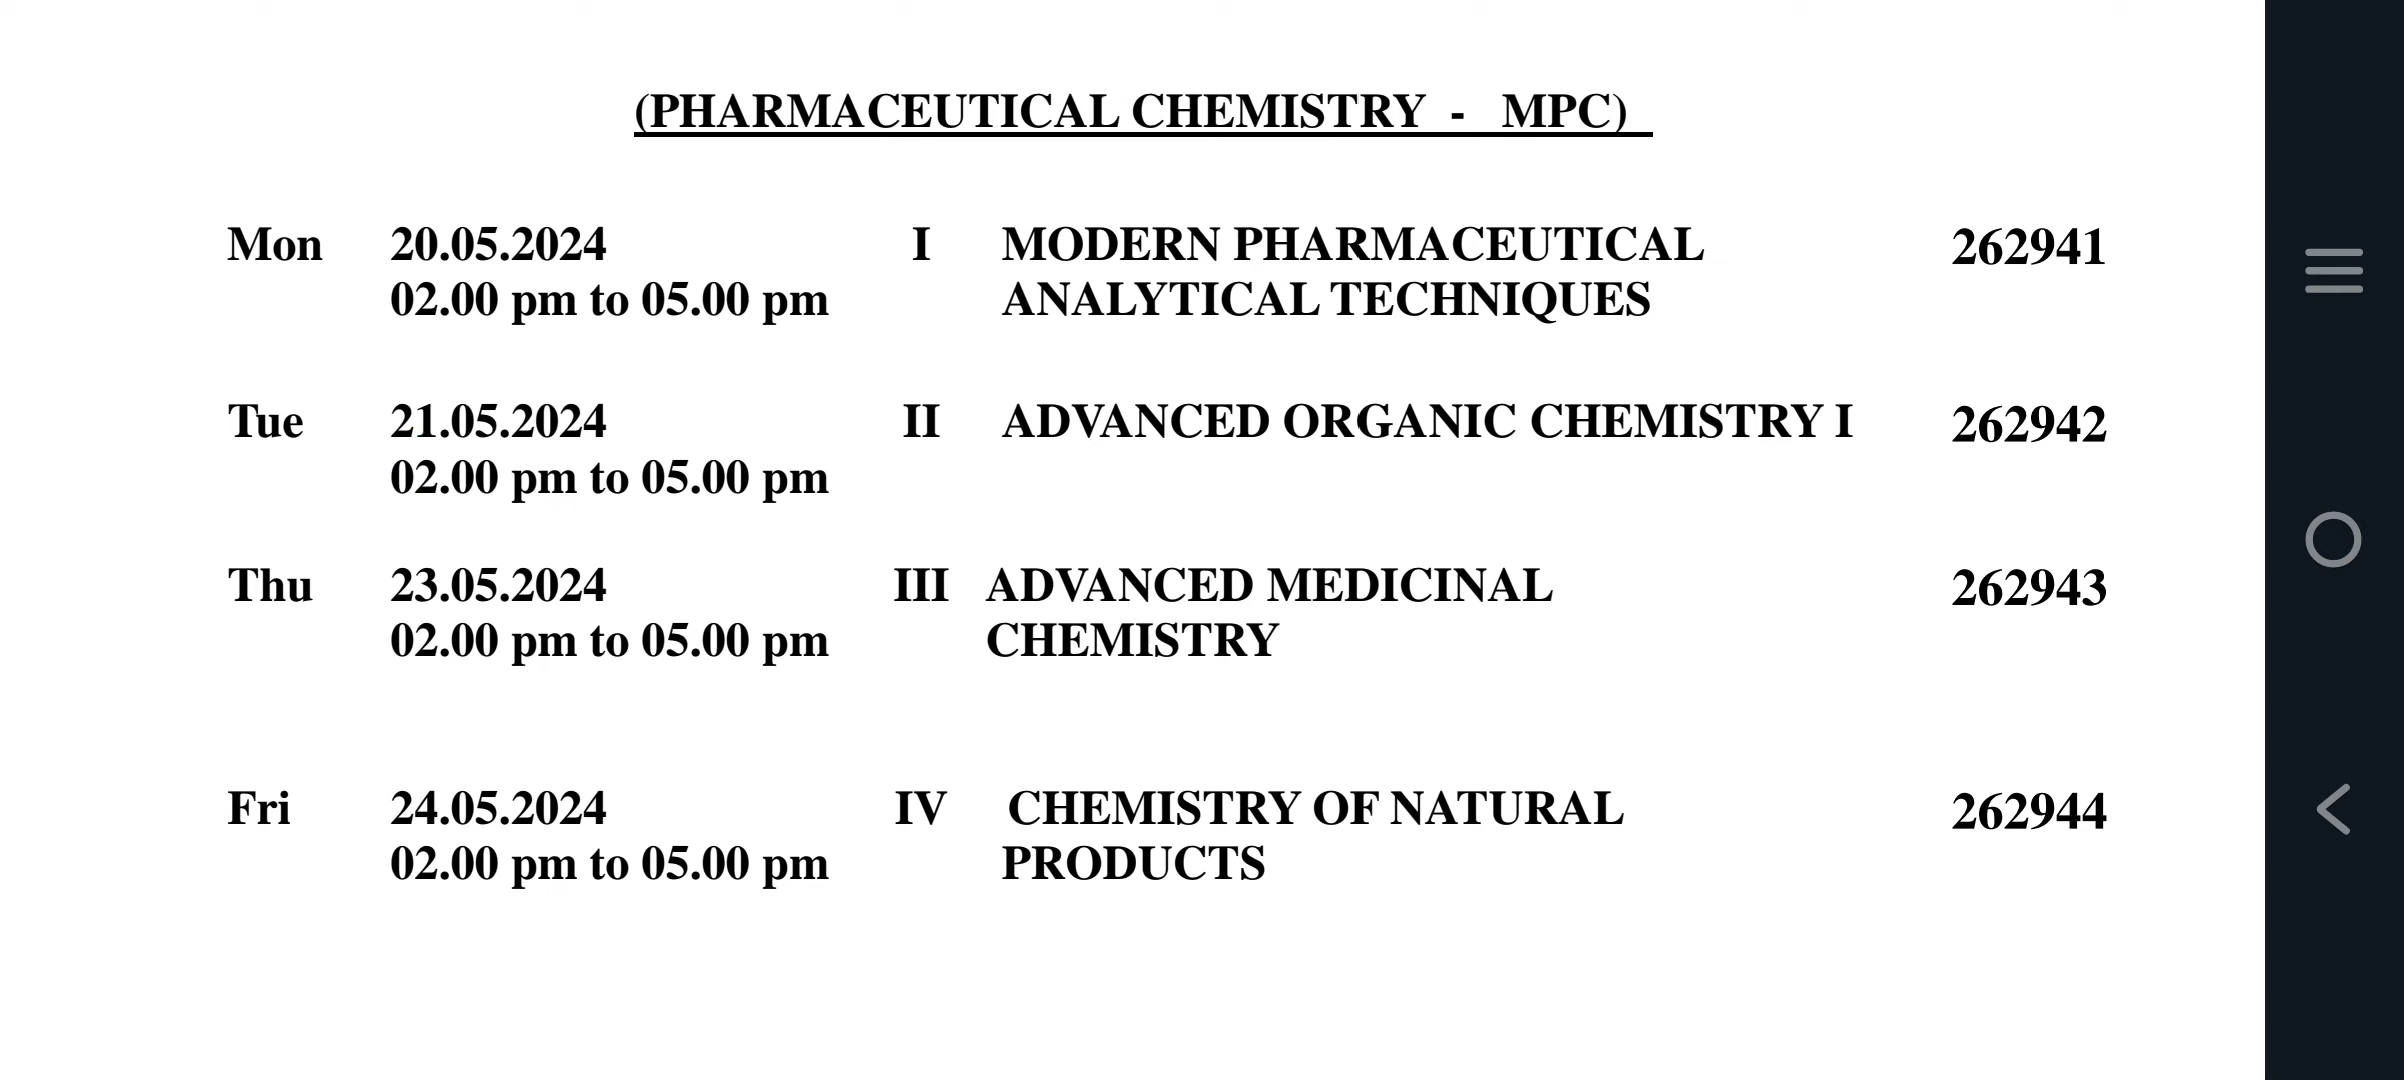 (PHARMACEUTICAL CHEMISTRY - MPC)
Mon 20.05.2024 I MODERN PHARMACEUTICAL 262941
02.00 pm to 05.00 pm ANALYTICAL TECHNIQUES
Tue 21.05.2024 II ADVANCED ORGANIC CHEMISTRY I 262942
02.00 pm to 05.00 pm
Thu 23.05.2024 III ADVANCED MEDICINAL 262943
02.00 pm to 05.00 pm CHEMISTRY
Fri 24.05.2024 IV CHEMISTRY OF NATURAL 262944
02.00 pm to 05.00 pm PRODUCTS